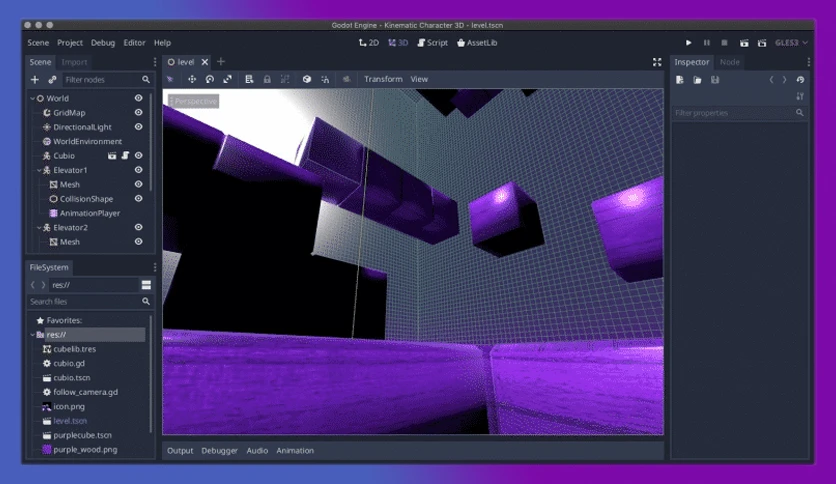 Godot Engine - Kinematic Character 3D - level.tscn
Scene Project Debug Editor Help
2D 3D Script AssetLib
GLES3
Scene Import
Filter nodes
World
GridMap
DirectionalLight
WorldEnvironment
Cubio
Elevator1
Mesh
CollisionShape
AnimationPlayer
Elevator2
Mesh
FileSystem
res://
Search files
Favorites:
res://
cubelib.tres
cubio.gd
cubio.tscn
follow_camera.gd
icon.png
level.tscn
purplecube.tscn
purple_wood.png
level
Transform View
Perspective
Output Debugger Audio Animation
Inspector Node
Filter properties